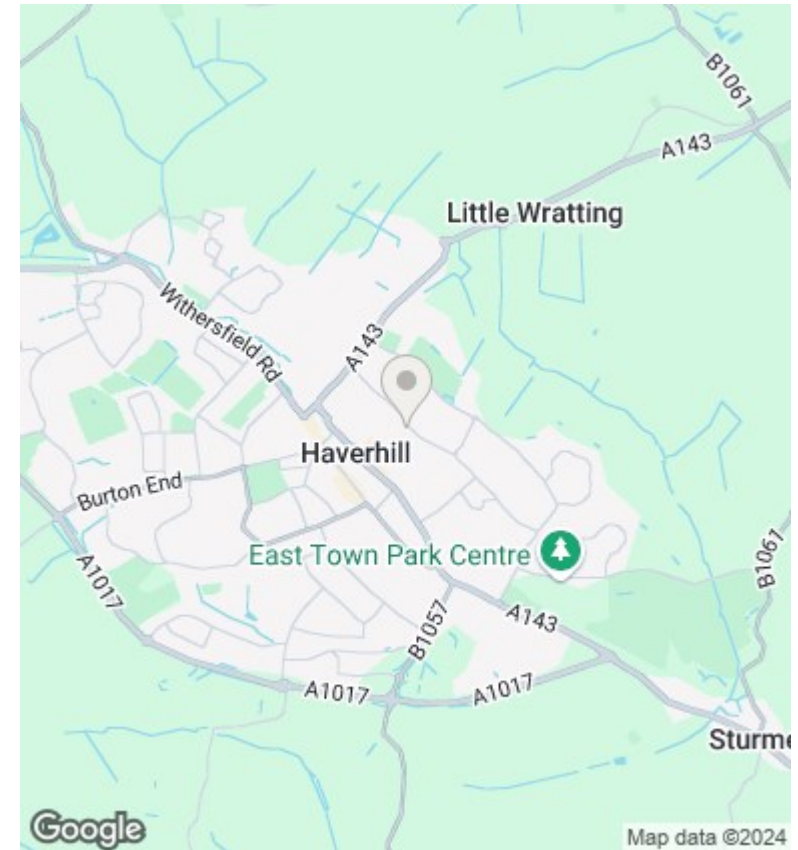 B1061
A143
Little Wratting
Withersfield Rd
A143
Haverhill
Burton End
East Town Park Centre
A1017
B1061
B1057
A143
A1017
A1017
Sturme
Google
Map data ©2024